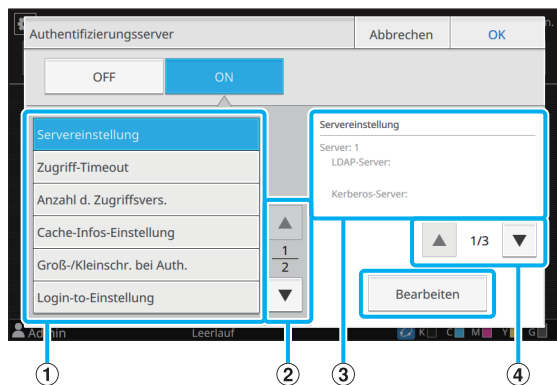 Authentifizierungsserver
Abbrechen
OK
n.
OFF
ON
Servereinstellung
Zugriff-Timeout
Anzahl d. Zugriffsvers.
Cache-Infos-Einstellung
Groß-/Kleinschr. bei Auth.
Login-to-Einstellung
1
2
Servereinstellung
Server: 1
LDAP-Server:
Kerberos-Server:
1/3
Bearbeiten
Admin
Leerlauf
K
C
M
Y
G
1
2
3
4